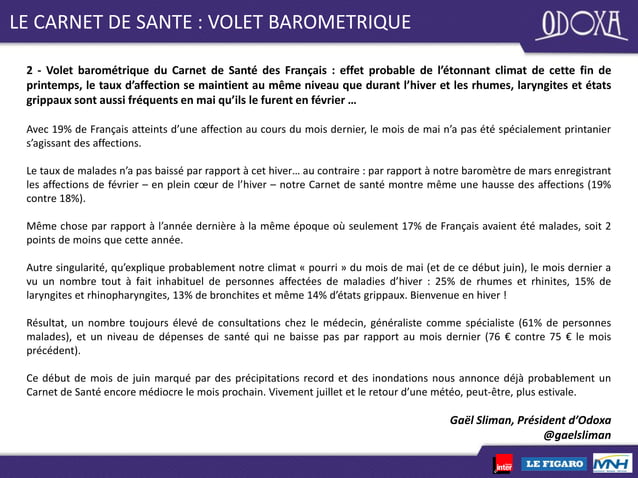 LE CARNET DE SANTE : VOLET BAROMETRIQUE
ODOXA
2 - Volet barométrique du Carnet de Santé des Français : effet probable de l’étonnant climat de cette fin de
printemps, le taux d’affection se maintient au même niveau que durant l’hiver et les rhumes, laryngites et états
grippaux sont aussi fréquents en mai qu’ils le furent en février …
Avec 19% de Français atteints d’une affection au cours du mois dernier, le mois de mai n’a pas été spécialement printanier
s’agissant des affections.
Le taux de malades n’a pas baissé par rapport à cet hiver… au contraire : par rapport à notre baromètre de mars enregistrant
les affections de février – en plein cœur de l’hiver – notre Carnet de santé montre même une hausse des affections (19%
contre 18%).
Même chose par rapport à l’année dernière à la même époque où seulement 17% de Français avaient été malades, soit 2
points de moins que cette année.
Autre singularité, qu’explique probablement notre climat « pourri » du mois de mai (et de ce début juin), le mois dernier a
vu un nombre tout à fait inhabituel de personnes affectées de maladies d’hiver : 25% de rhumes et rhinites, 15% de
laryngites et rhinopharyngites, 13% de bronchites et même 14% d’états grippaux. Bienvenue en hiver !
Résultat, un nombre toujours élevé de consultations chez le médecin, généraliste comme spécialiste (61% de personnes
malades), et un niveau de dépenses de santé qui ne baisse pas par rapport au mois dernier (76 € contre 75 € le mois
précédent).
Ce début de mois de juin marqué par des précipitations record et des inondations nous annonce déjà probablement un
Carnet de Santé encore médiocre le mois prochain. Vivement juillet et le retour d’une météo, peut-être, plus estivale.
Gaël Sliman, Président d’Odoxa
@gaelsliman
inter
LE FIGARO
MNH